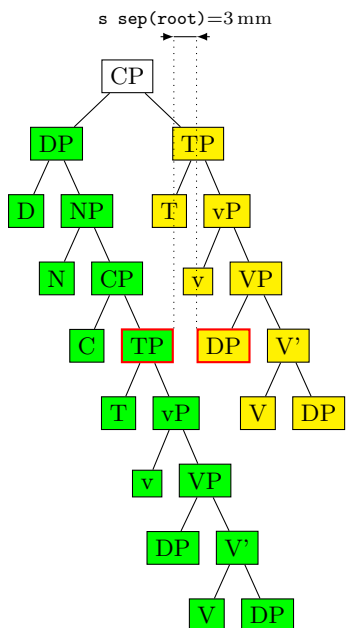 s sep(root)=3 mm
CP
DP TP
D NP T vP
N CP v VP
C TP DP V'
T vP V DP
v VP
DP V'
V DP